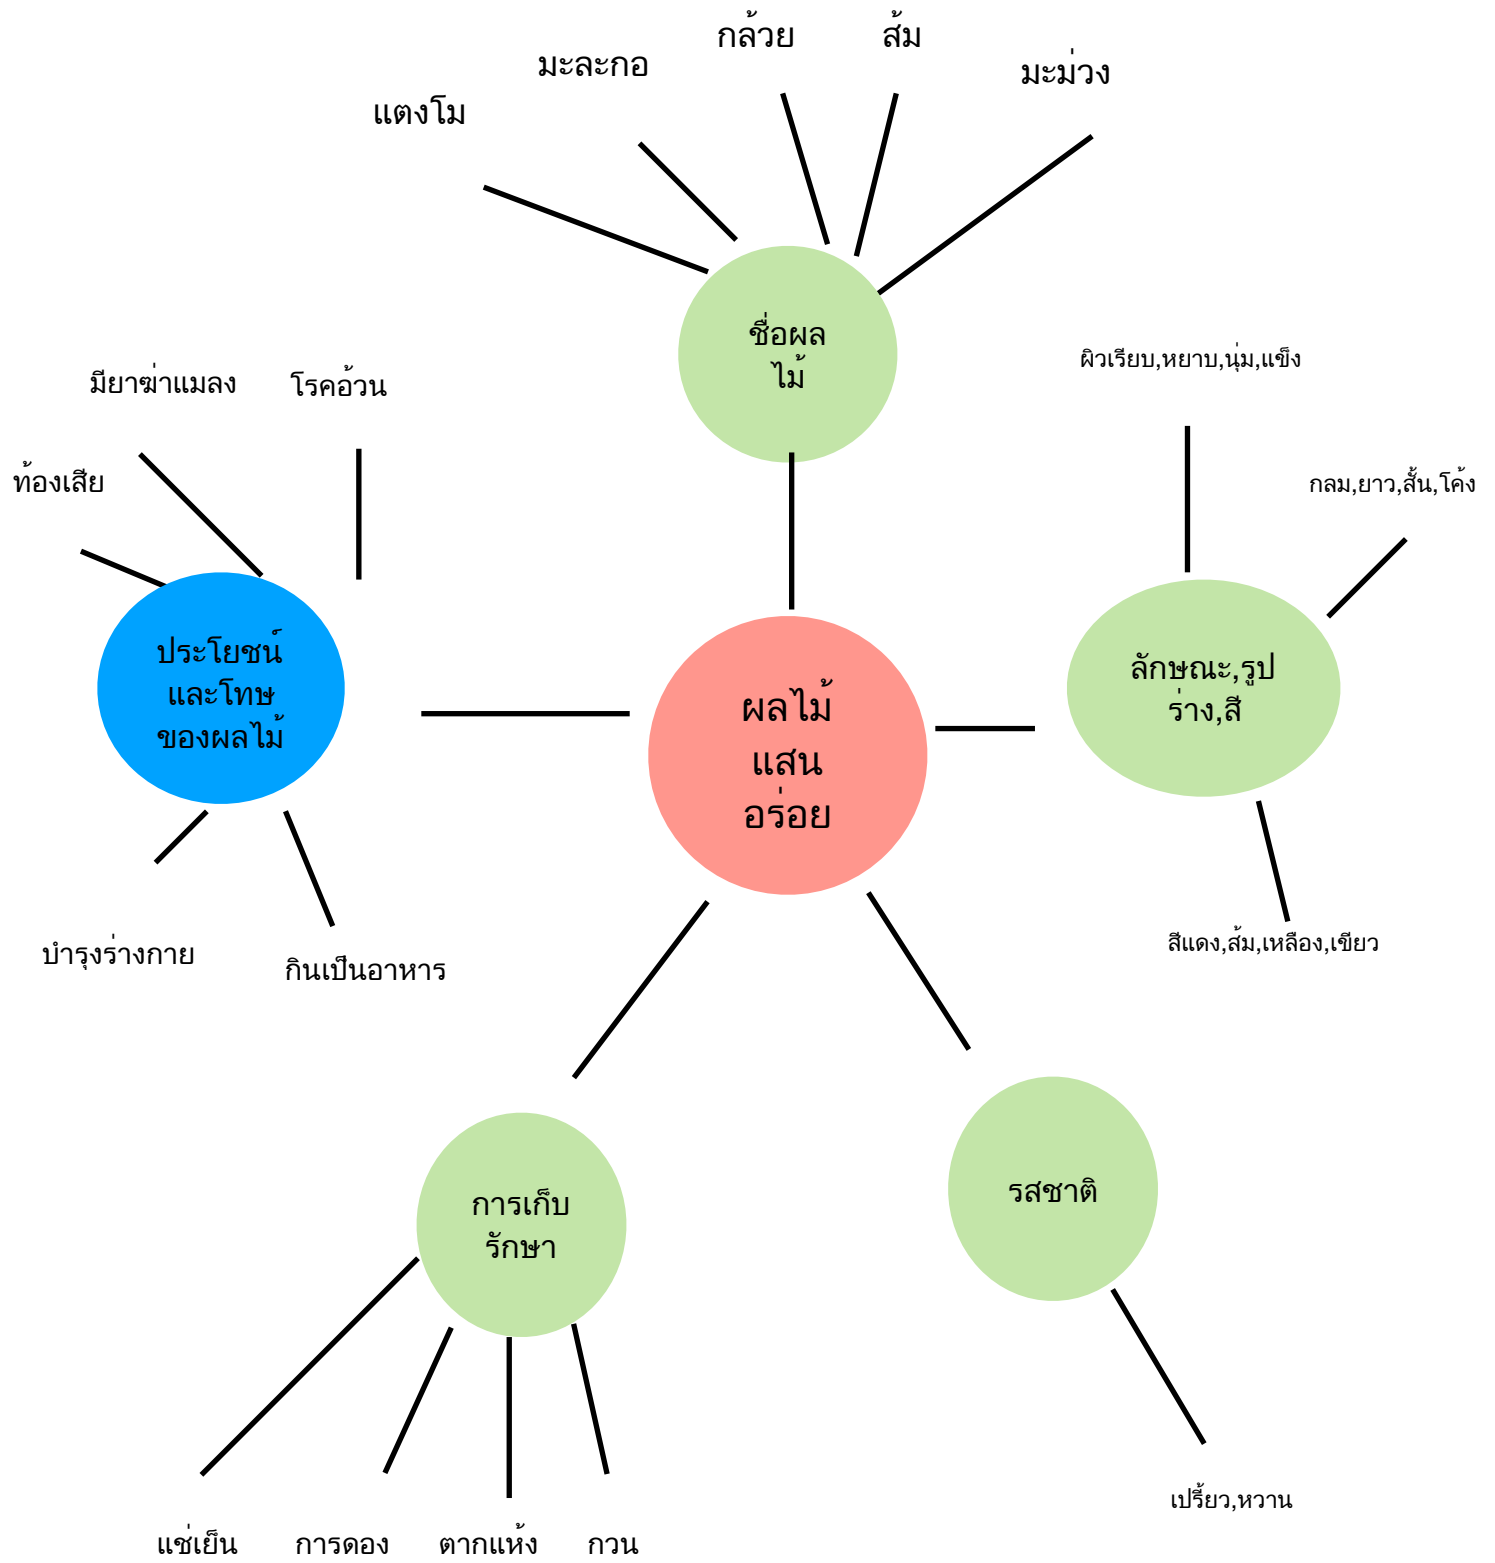 กล้วย
ส้ม
มะละกอ
มะม่วง
แตงโม
ชื่อผล
ไม้
ผิวเรียบ,หยาบ,นุ่ม,แข็ง
มียาฆ่าแมลง
โรคอ้วน
ท้องเสีย
กลม,ยาว,สั้น,โค้ง
ประโยชน์
และโทษ
ของผลไม้
ผลไม้
แสน
อร่อย
ลักษณะ,รูป
ร่าง,สี
บำรุงร่างกาย
กินเป็นอาหาร
สีแดง,ส้ม,เหลือง,เขียว
การเก็บ
รักษา
รสชาติ
เปรี้ยว,หวาน
แช่เย็น
การดอง
ตากแห้ง
กวน